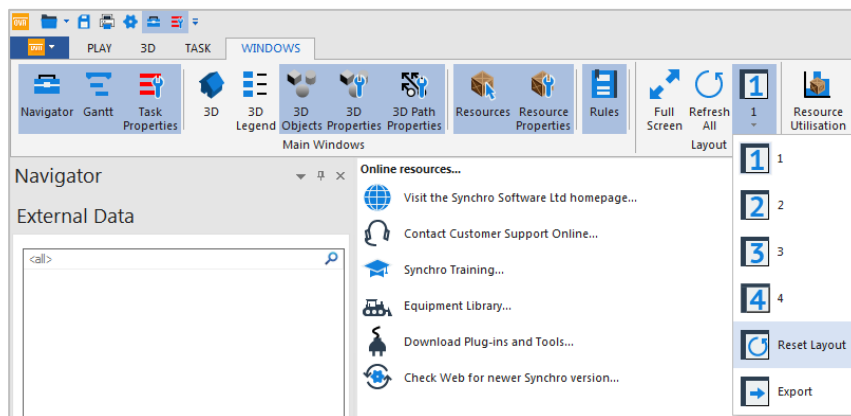 PLAY 3D TASK WINDOWS
Navigator Gantt Task Properties 3D 3D Legend 3D Objects 3D Properties 3D Path Properties Resources Resource Properties Rules Full Screen Refresh All 1 Resource Utilisation
Main Windows Layout
Navigator
External Data
<all>
Online resources...
Visit the Synchro Software Ltd homepage...
Contact Customer Support Online...
Synchro Training...
Equipment Library...
Download Plug-ins and Tools...
Check Web for newer Synchro version...
1 1
2 2
3 3
4 4
Reset Layout
Export